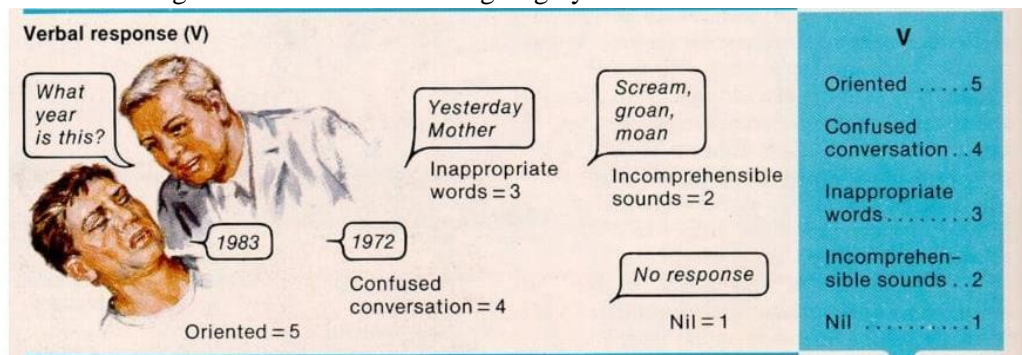 Verbal response (V)
What
year
is this?
1983
Oriented = 5
1972
Confused
conversation = 4
Yesterday
Mother
Inappropriate
words = 3
Scream,
groan,
moan
Incomprehensible
sounds = 2
No response
Nil = 1
V
Oriented .....5
Confused
conversation..4
Inappropriate
words........3
Incomprehen-
sible sounds ..2
Nil ...........1